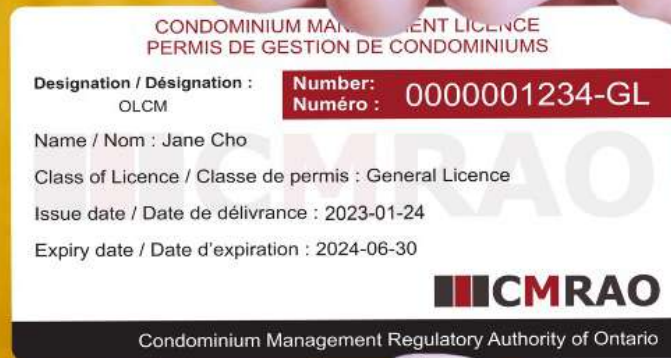 CONDOMINIUM LICENCE
PERMIS DE GESTION DE CONDOMINIUMS
Designation / Désignation :
OLCM
Number:
Numéro :
0000001234-GL
Name / Nom : Jane Cho
Class of Licence / Classe de permis : General Licence
Issue date / Date de délivrance : 2023-01-24
Expiry date / Date d'expiration : 2024-06-30
CMRAO
CMRAO
Condominium Management Regulatory Authority of Ontario